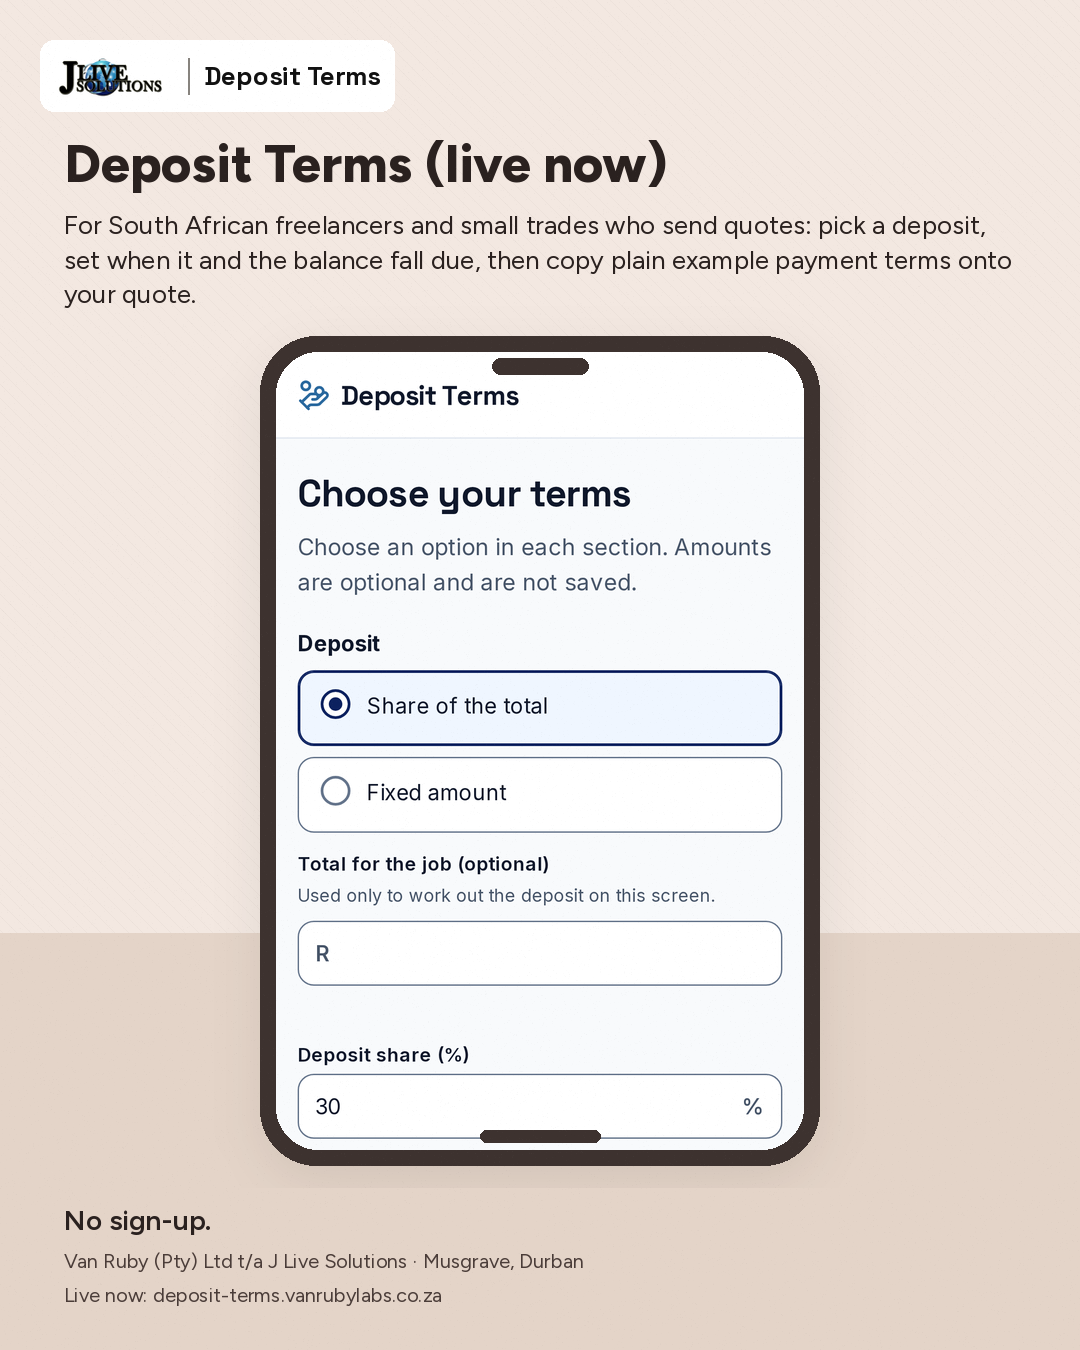 J LIVE SOLUTIONS
Deposit Terms
Deposit Terms (live now)
For South African freelancers and small trades who send quotes: pick a deposit,
set when it and the balance fall due, then copy plain example payment terms onto
your quote.
Deposit Terms
Choose your terms
Choose an option in each section. Amounts
are optional and are not saved.
Deposit
Share of the total
Fixed amount
Total for the job (optional)
Used only to work out the deposit on this screen.
R
Deposit share (%)
30 %
No sign-up.
Van Ruby (Pty) Ltd t/a J Live Solutions · Musgrave, Durban
Live now: deposit-terms.vanrubylabs.co.za